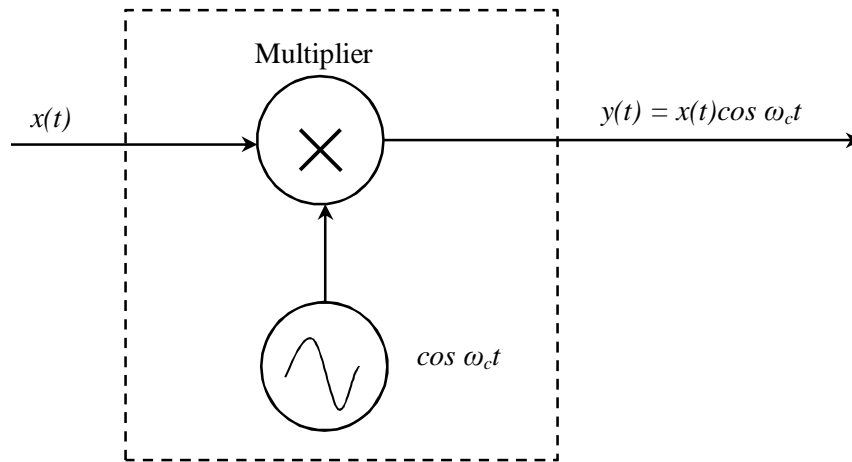 Multiplier
x(t)
y(t) = x(t)cos ω_ct
cos ω_ct